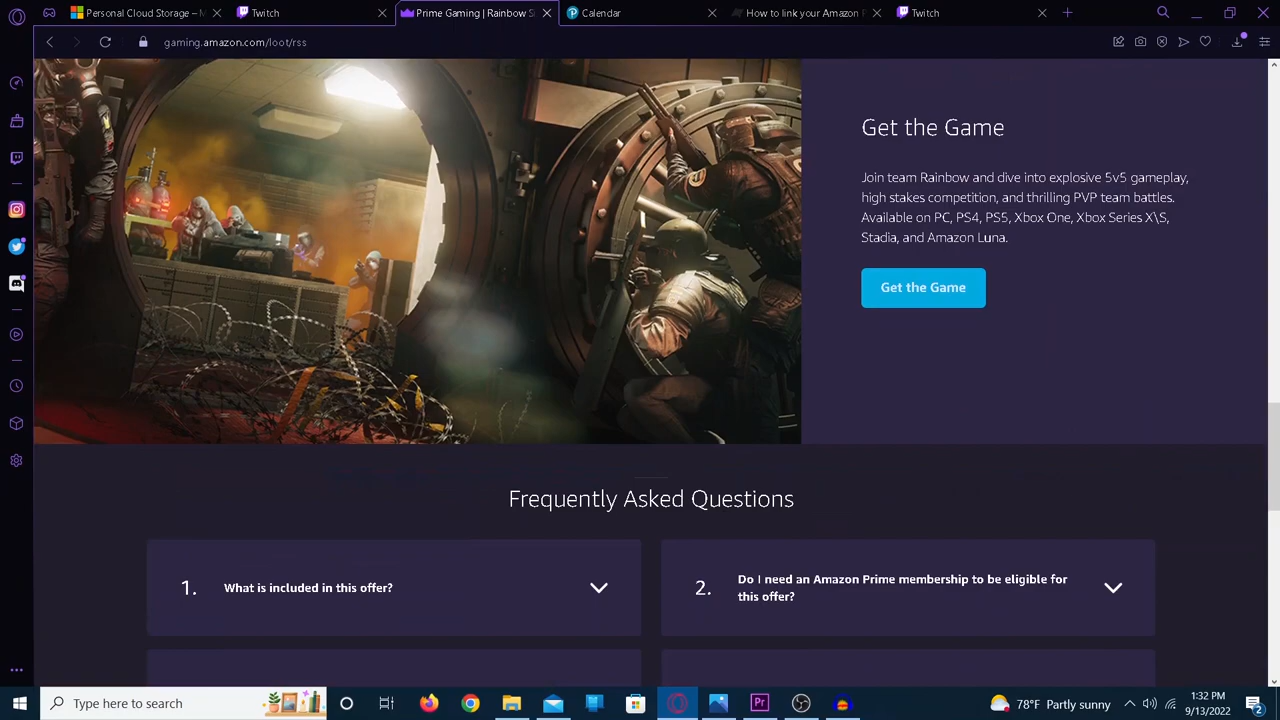 Personal Cloud Storage – M
Twitch
Prime Gaming | Rainbow S
Calendar
How to link your Amazon P
Twitch
gaming.amazon.com/loot/rss
Get the Game
Join team Rainbow and dive into explosive 5v5 gameplay,
high stakes competition, and thrilling PVP team battles.
Available on PC, PS4, PS5, Xbox One, Xbox Series X\S,
Stadia, and Amazon Luna.
Get the Game
Frequently Asked Questions
1. What is included in this offer?
2. Do I need an Amazon Prime membership to be eligible for
this offer?
Type here to search
Pr
78°F Partly sunny
1:32 PM
9/13/2022
2